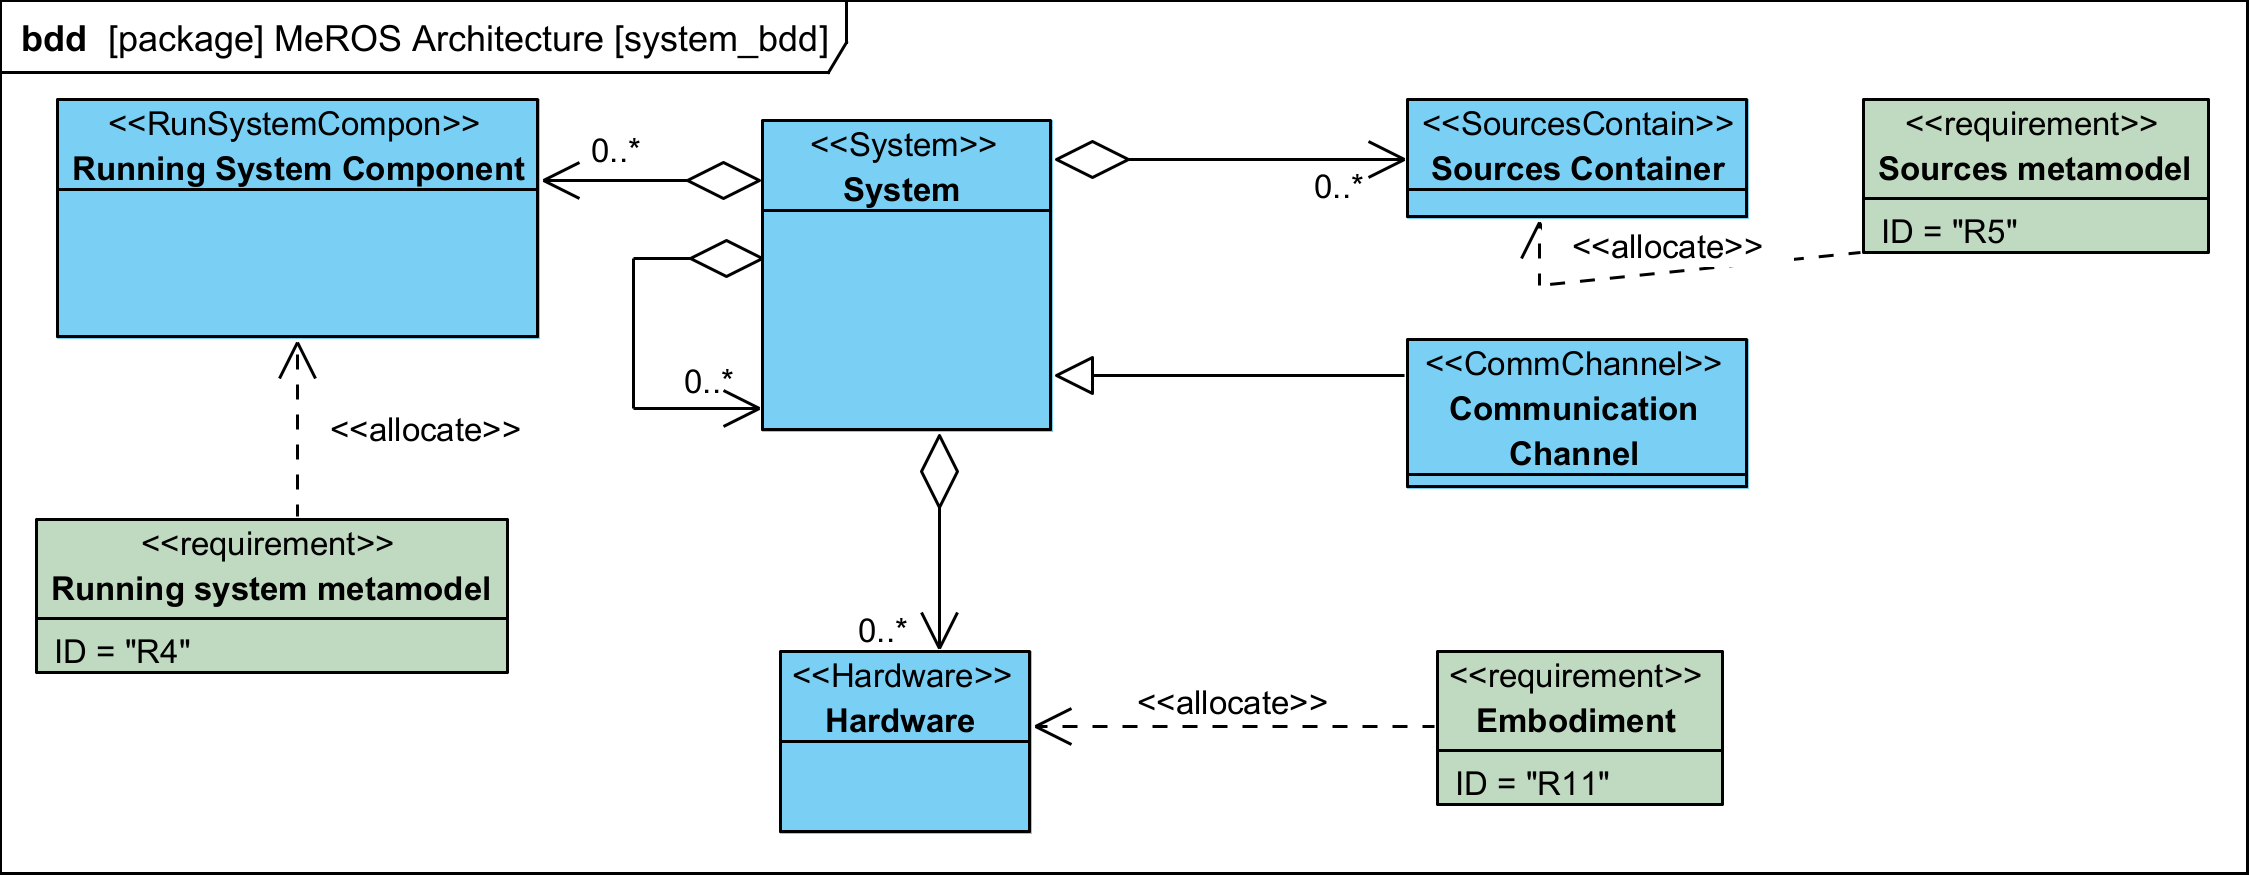 bdd [package] MeROS Architecture [system_bdd]
<<RunSystemCompon>>
Running System Component
0..*
<<System>>
System
0..*
<<SourcesContain>>
Sources Container
0..*
<<requirement>>
Sources metamodel
ID = "R5"
<<allocate>>
<<CommChannel>>
Communication
Channel
<<allocate>>
<<requirement>>
Running system metamodel
ID = "R4"
0..*
<<Hardware>>
Hardware
<<allocate>>
<<requirement>>
Embodiment
ID = "R11"